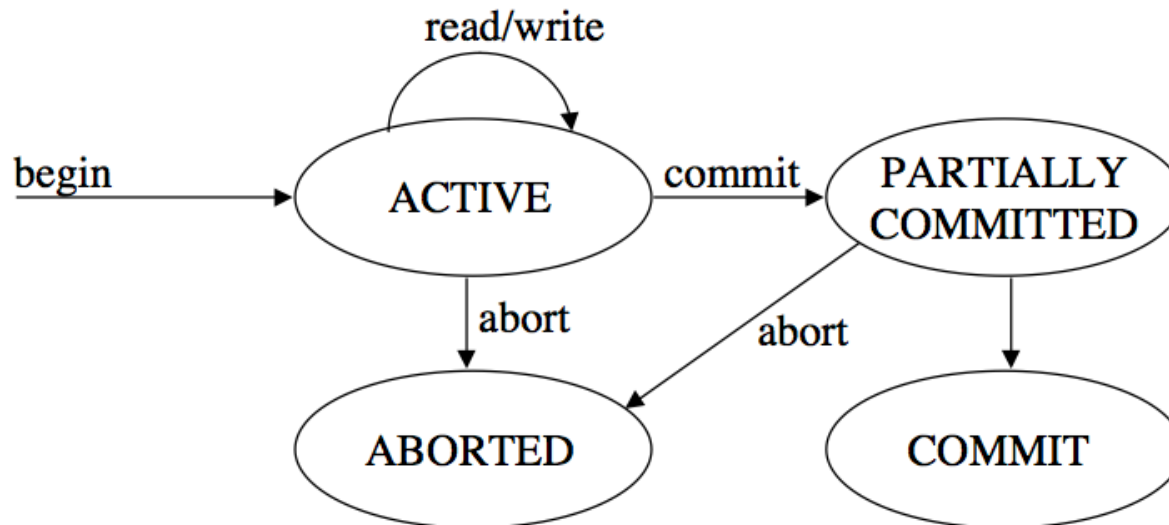 read/write
begin
ACTIVE
commit
PARTIALLY
COMMITTED
abort
abort
ABORTED
COMMIT